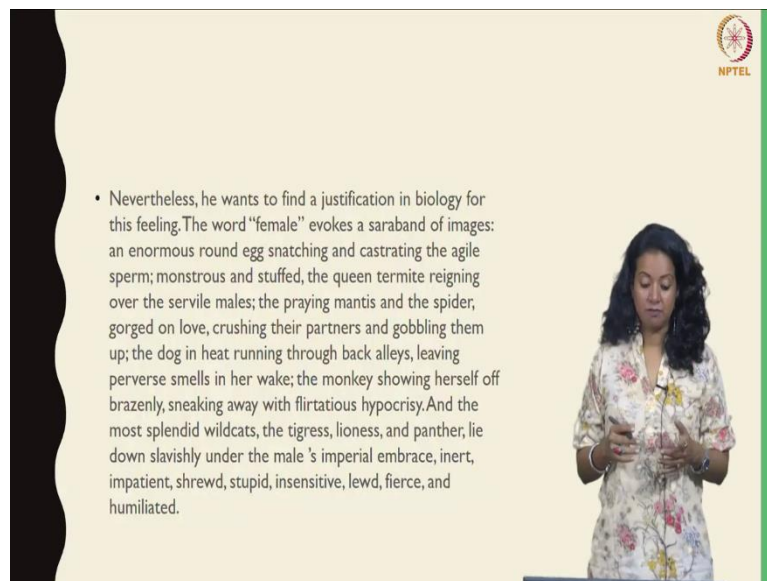 NPTEL
• Nevertheless, he wants to find a justification in biology for
this feeling. The word “female” evokes a saraband of images:
an enormous round egg snatching and castrating the agile
sperm; monstrous and stuffed, the queen termite reigning
over the servile males; the praying mantis and the spider,
gorged on love, crushing their partners and gobbling them
up; the dog in heat running through back alleys, leaving
perverse smells in her wake; the monkey showing herself off
brazenly, sneaking away with flirtatious hypocrisy. And the
most splendid wildcats, the tigress, lioness, and panther, lie
down slavishly under the male ’s imperial embrace, inert,
impatient, shrewd, stupid, insensitive, lewd, fierce, and
humiliated.